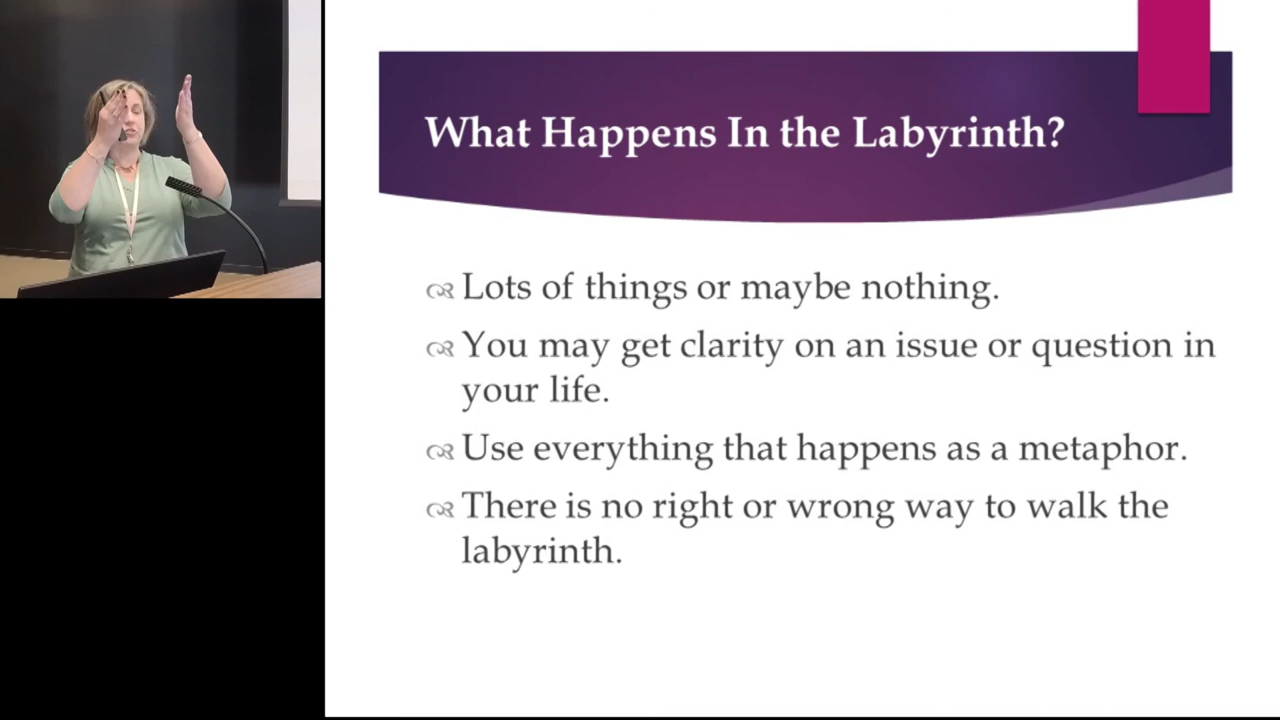 What Happens In the Labyrinth?
Lots of things or maybe nothing.
You may get clarity on an issue or question in
your life.
Use everything that happens as a metaphor.
There is no right or wrong way to walk the
labyrinth.